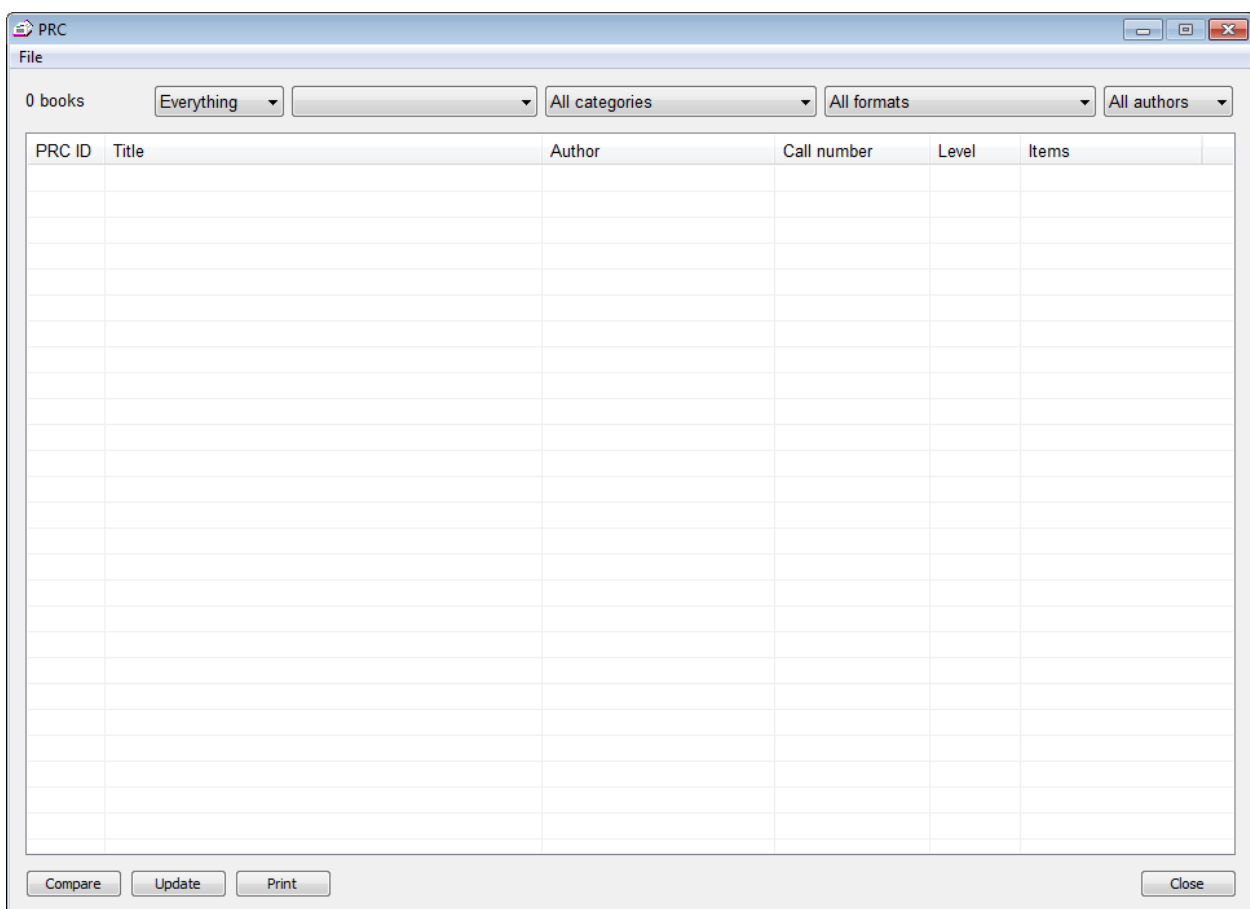 PRC
File
0 books Everything All categories All formats All authors
PRC ID Title Author Call number Level Items
Compare Update Print Close